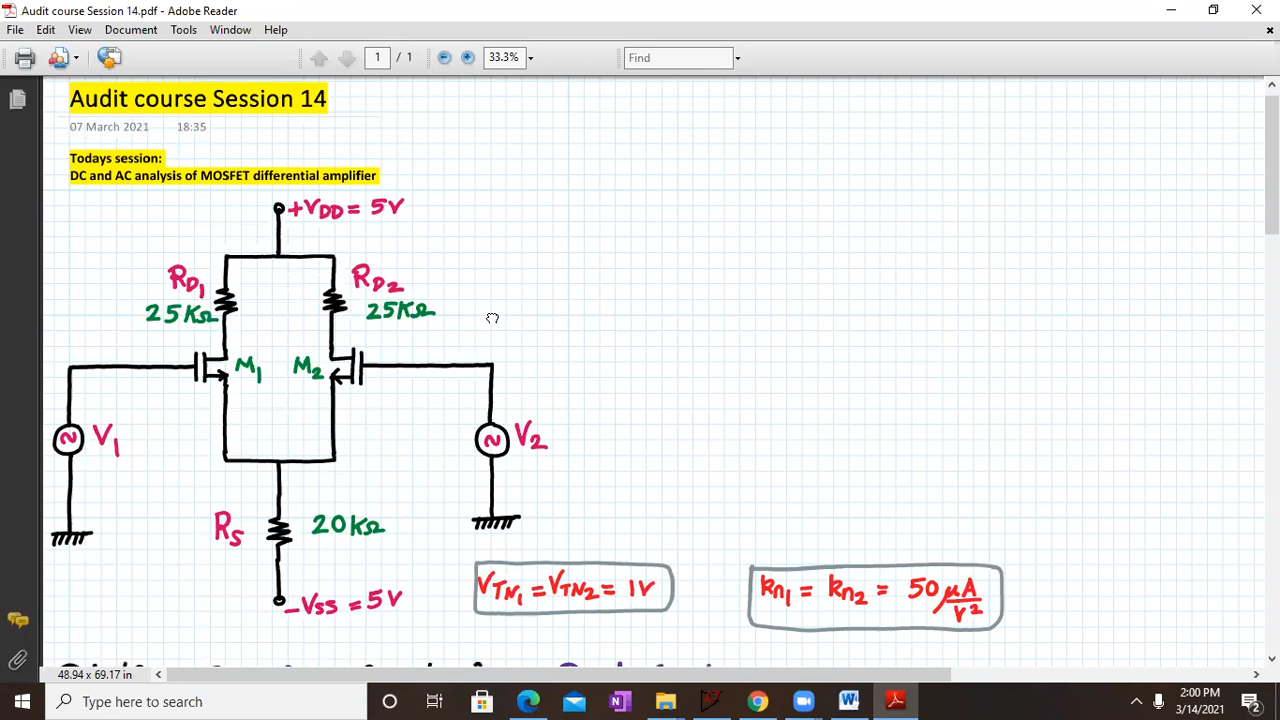 Audit course Session 14.pdf - Adobe Reader
File Edit View Document Tools Window Help
1 / 1 33.3% Find
Audit course Session 14
07 March 2021 18:35
Todays session:
DC and AC analysis of MOSFET differential amplifier
+VDD = 5V
RD1 RD2
25KΩ 25KΩ
M1 M2
V1 V2
RS 20KΩ
-VSS = 5V
VTN1 = VTN2 = 1V
kn1 = kn2 = 50 μA/V²
48.94 x 69.17 in
Type here to search
2:00 PM
3/14/2021
2